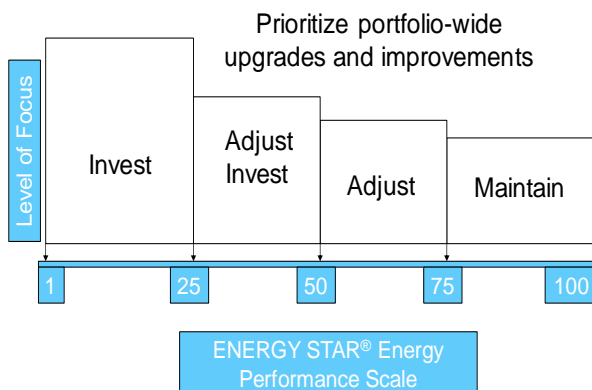 Prioritize portfolio-wide
upgrades and improvements
Level of Focus
Invest
Adjust
Invest
Adjust
Maintain
1
25
50
75
100
ENERGY STAR® Energy
Performance Scale